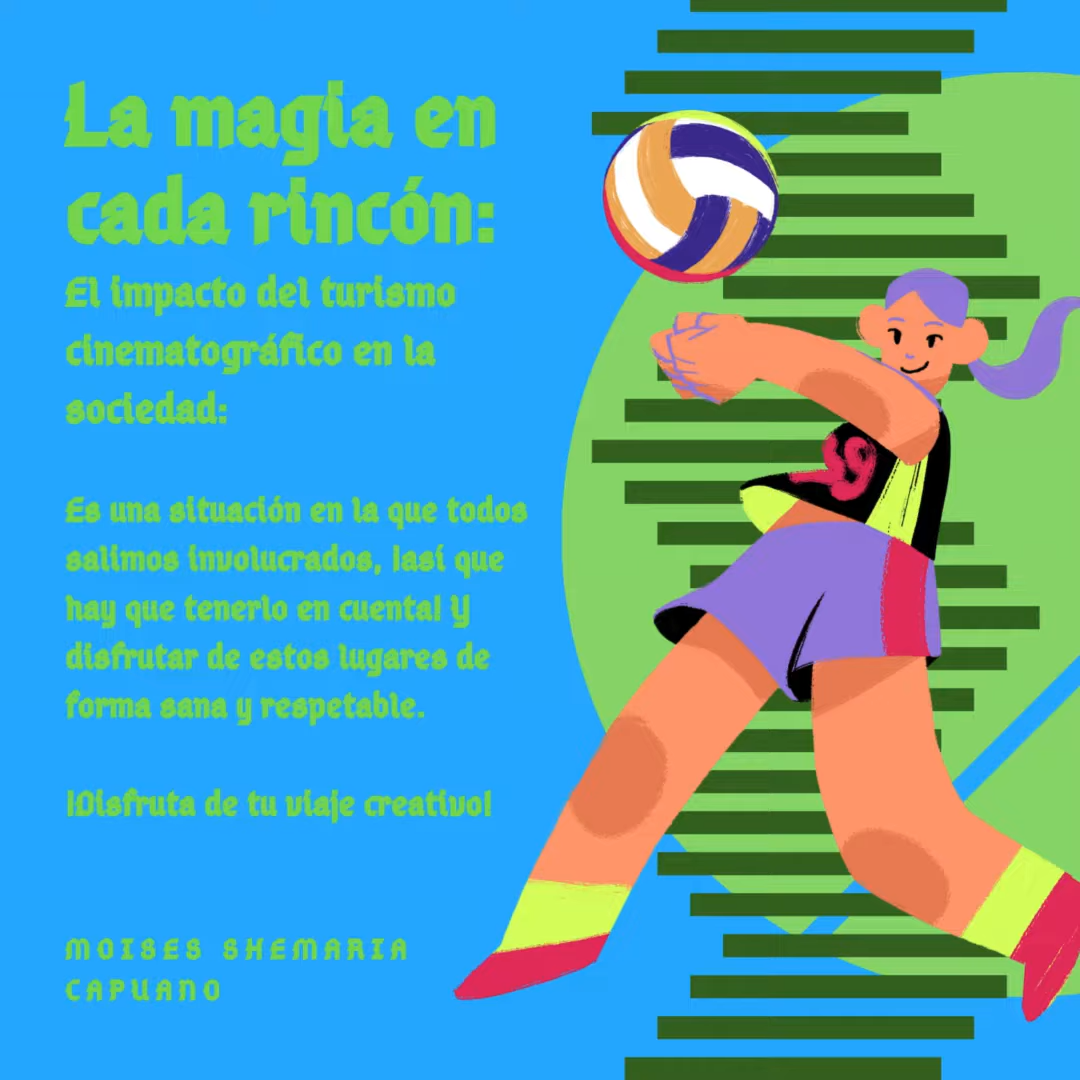 La magia en
cada rincón:
El impacto del turismo
cinematográfico en la
sociedad:
Es una situación en la que todos
salimos involucrados, ¡así que
hay que tenerlo en cuenta! Y
disfrutar de estos lugares de
forma sana y respetable.
¡Disfruta de tu viaje creativo!
MOISES SHEMARIA
CAPUANO